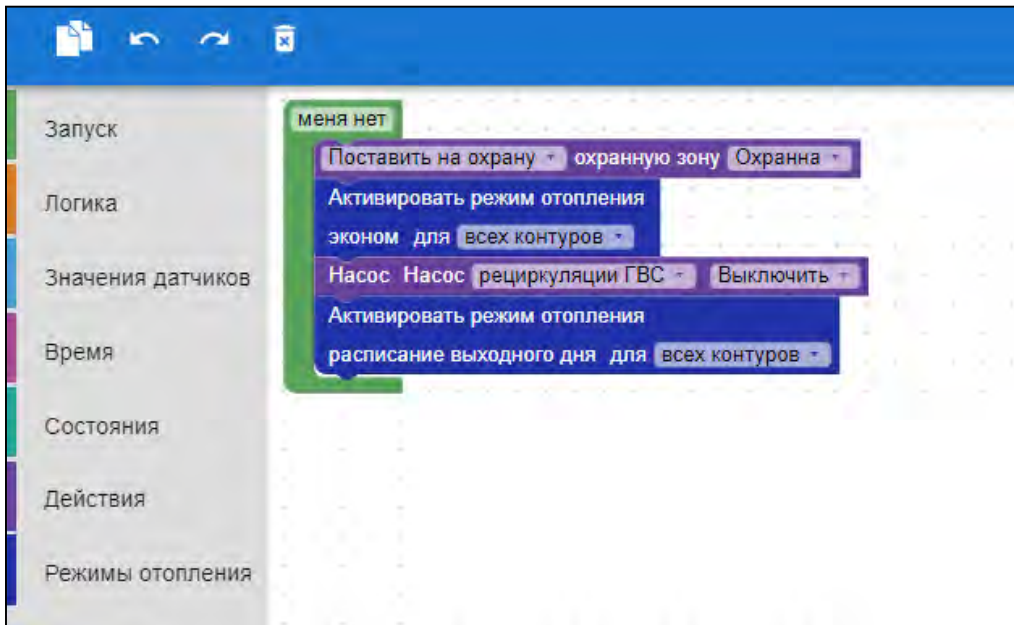 Запуск
Логика
Значения датчиков
Время
Состояния
Действия
Режимы отопления
меня нет
Поставить на охрану охранную зону Охранна
Активировать режим отопления
эконом для всех контуров
Насос Насос рециркуляции ГВС Выключить
Активировать режим отопления
расписание выходного дня для всех контуров